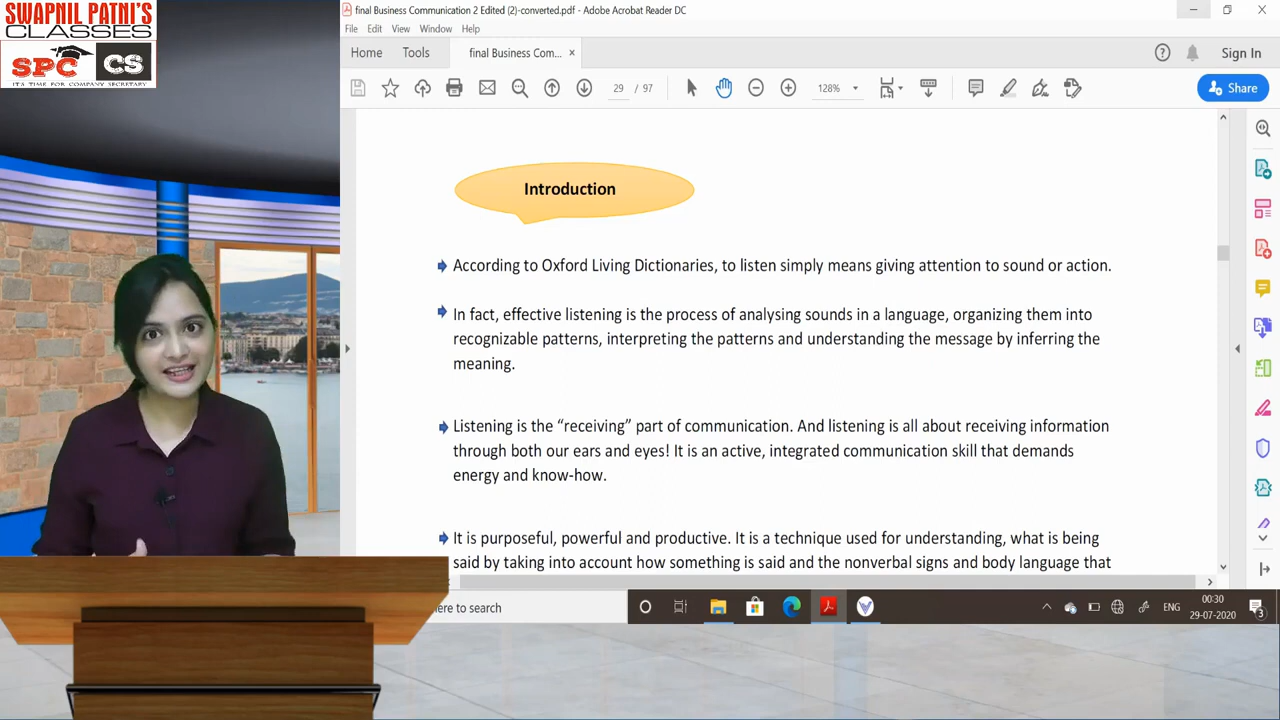 SWAPNIL PATNI'S
CLASSES
SPC CS
IT'S TIME FOR COMPANY SECRETARY
final Business Communication 2 Edited (2)-converted.pdf - Adobe Acrobat Reader DC
File Edit View Window Help
Home Tools final Business Com... × Sign In
29 / 97 128% Share
Introduction
According to Oxford Living Dictionaries, to listen simply means giving attention to sound or action.
In fact, effective listening is the process of analysing sounds in a language, organizing them into
recognizable patterns, interpreting the patterns and understanding the message by inferring the
meaning.
Listening is the “receiving” part of communication. And listening is all about receiving information
through both our ears and eyes! It is an active, integrated communication skill that demands
energy and know-how.
It is purposeful, powerful and productive. It is a technique used for understanding, what is being
said by taking into account how something is said and the nonverbal signs and body language that
ere to search
ENG 00:30
29-07-2020 3